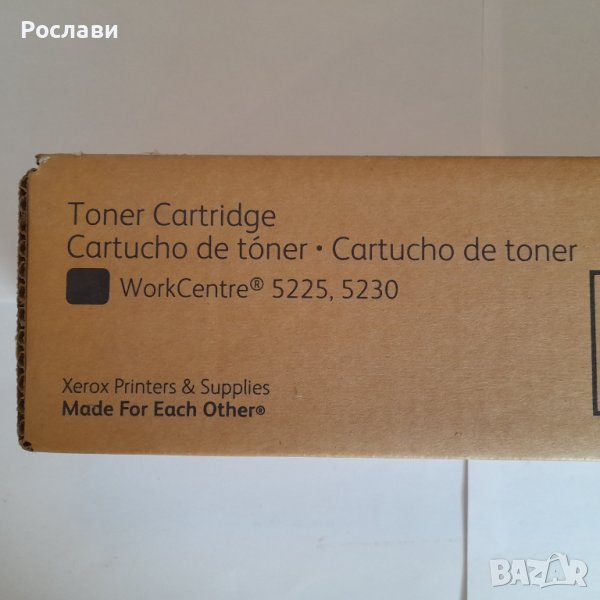 Рослави
Toner Cartridge
Cartucho de tóner • Cartucho de toner
WorkCentre® 5225, 5230
Xerox Printers & Supplies
Made For Each Other®
BAZAR